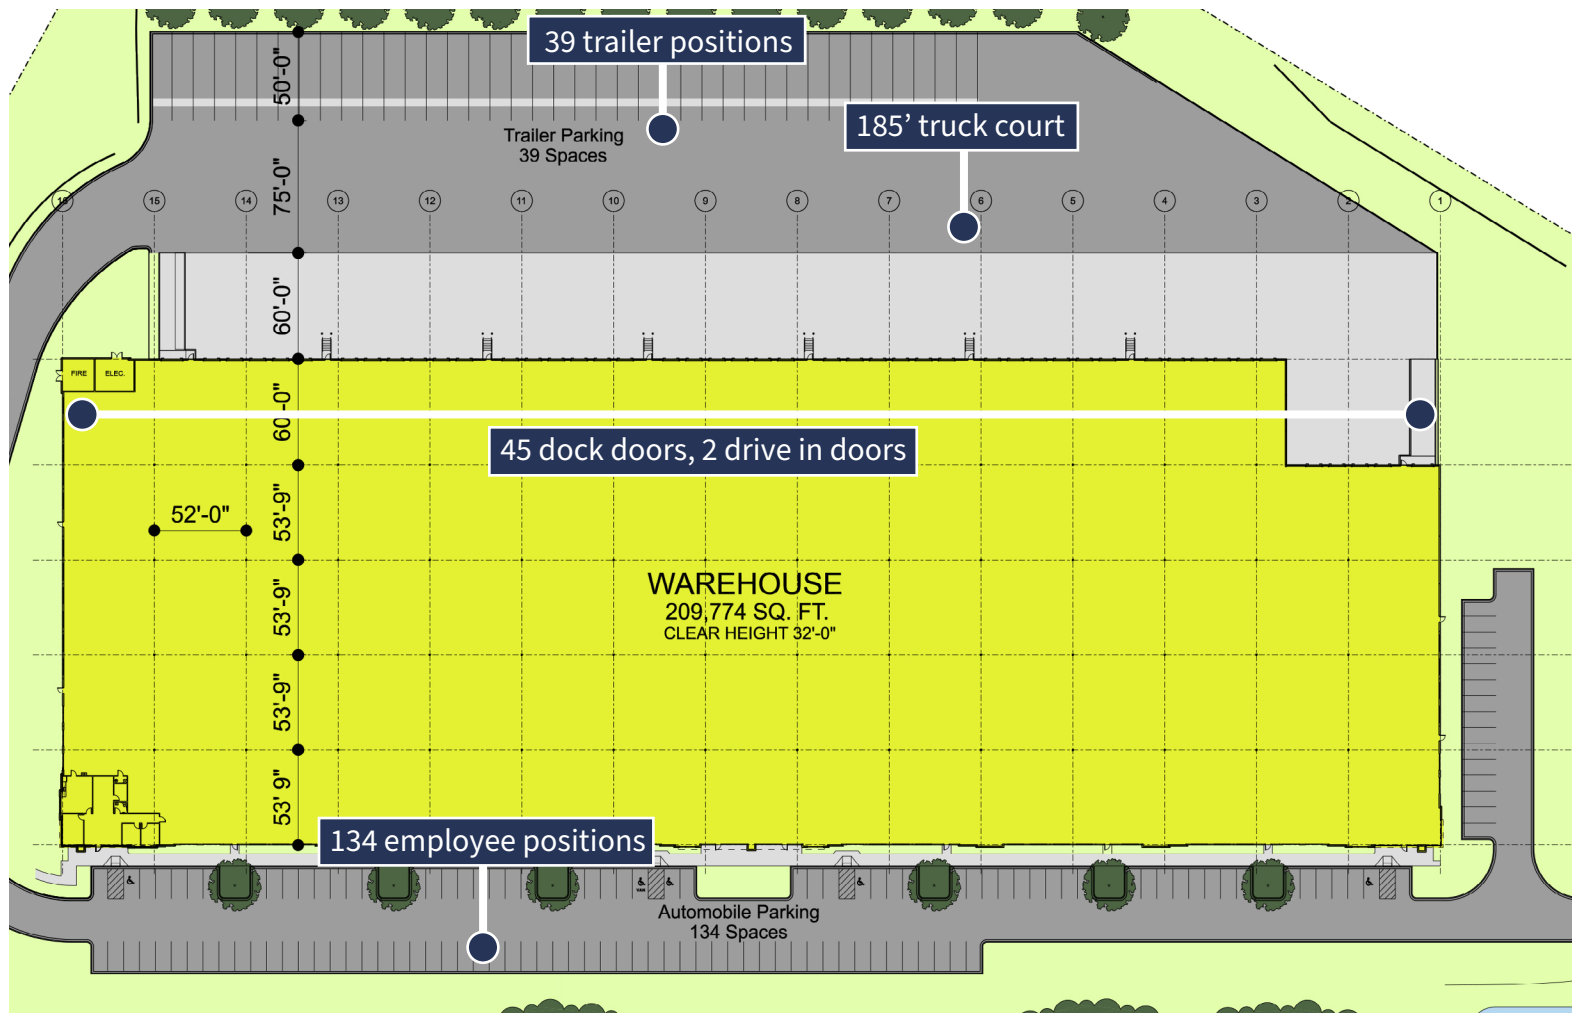 39 trailer positions
50'-0"
185’ truck court
Trailer Parking
39 Spaces
75'-0"
16 15 14 13 12 11 10 9 8 7 6 5 4 3 2 1
60'-0"
FIRE ELEC.
60'-0"
45 dock doors, 2 drive in doors
52'-0"
53'-9"
WAREHOUSE
209,774 SQ. FT.
CLEAR HEIGHT 32'-0"
53'-9"
53'-9"
53' 9"
134 employee positions
VAN
Automobile Parking
134 Spaces